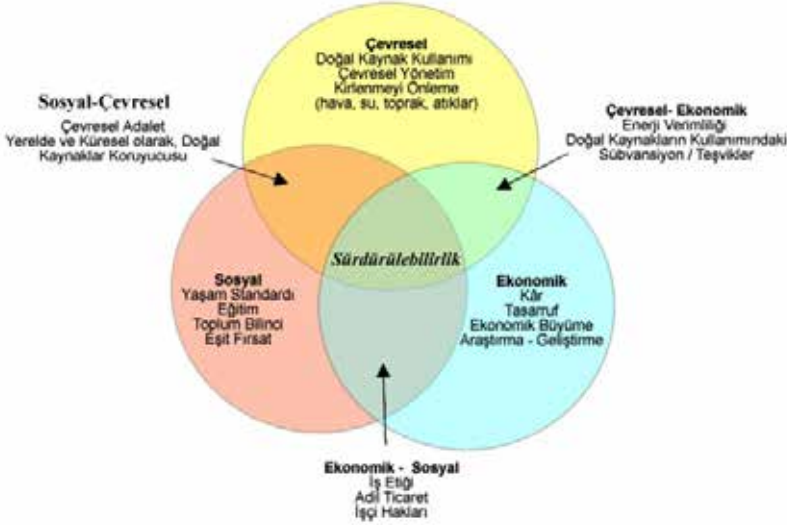 Çevresel
Doğal Kaynak Kullanımı
Çevresel Yönetim
Kirlenmeyi Önleme
(hava, su, toprak, atıklar)
Sosyal-Çevresel
Çevresel Adalet
Yerelde ve Küresel olarak, Doğal
Kaynaklar Koruyucusu
Çevresel- Ekonomik
Enerji Verimliliği
Doğal Kaynakların Kullanımındaki
Sübvansiyon / Teşvikler
Sürdürülebilirlik
Sosyal
Yaşam Standardı
Eğitim
Toplum Bilinci
Eşit Fırsat
Ekonomik
Kâr
Tasarruf
Ekonomik Büyüme
Araştırma - Geliştirme
Ekonomik - Sosyal
İş Etiği
Adil Ticaret
İşçi Hakları